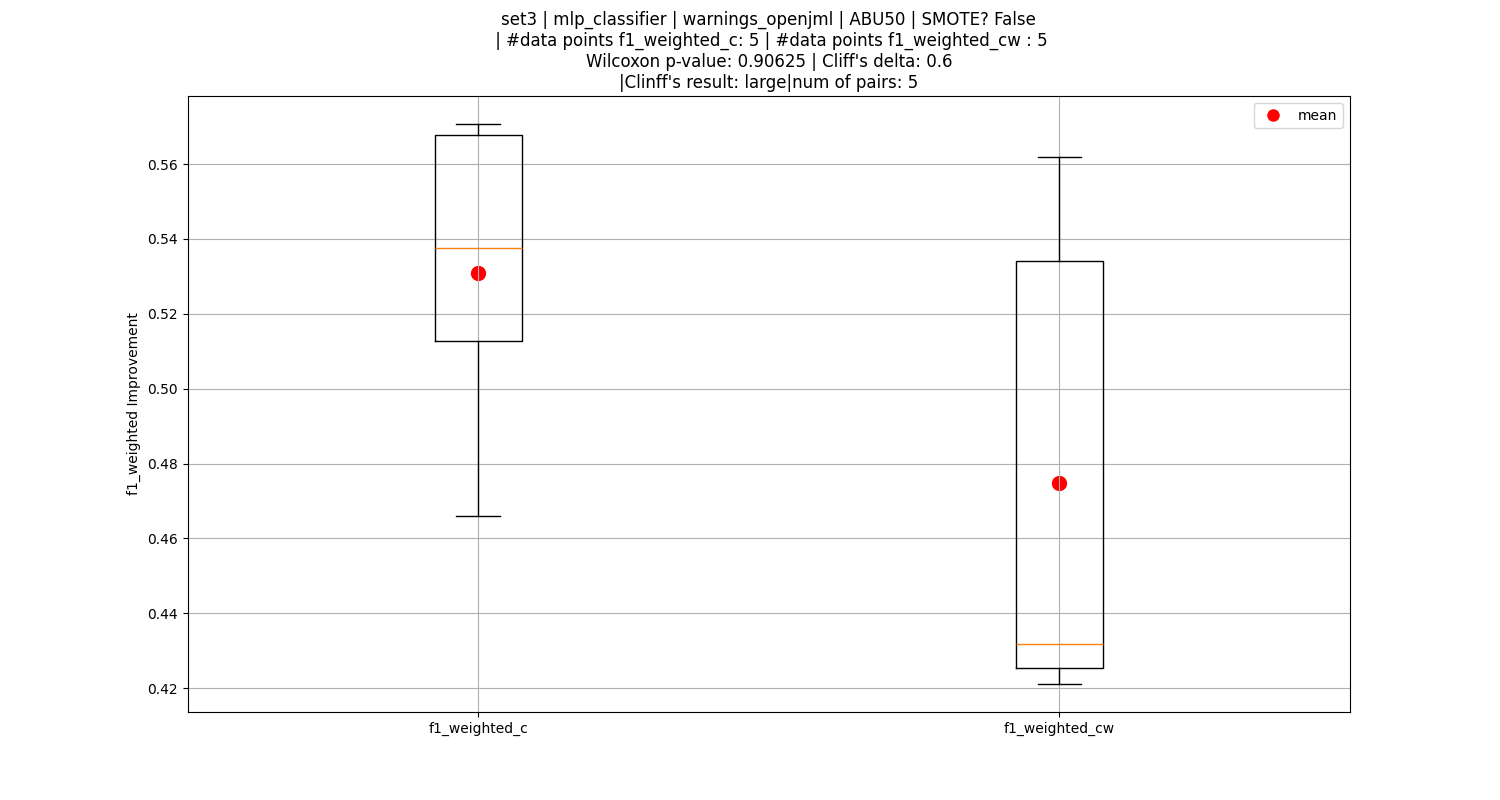 set3 | mlp_classifier | warnings_openjml | ABU50 | SMOTE? False
| #data points f1_weighted_c: 5 | #data points f1_weighted_cw : 5
Wilcoxon p-value: 0.90625 | Cliff's delta: 0.6
|Clinff's result: large|num of pairs: 5
mean
0.56
0.54
0.52
0.50
0.48
0.46
0.44
0.42
f1_weighted Improvement
f1_weighted_c
f1_weighted_cw